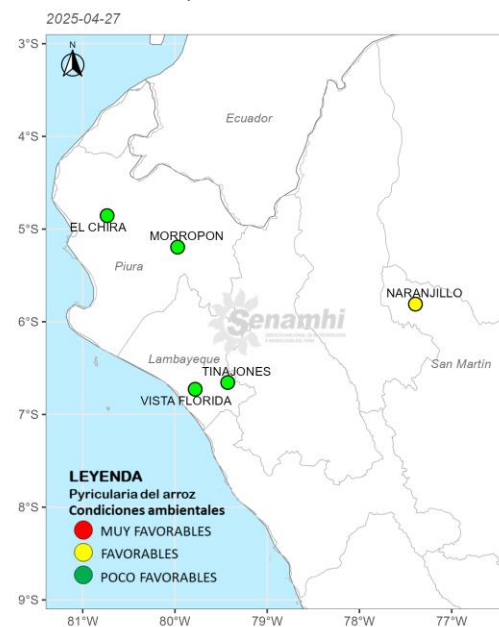 2025-04-27
3°S
N
Ecuador
4°S
5°S
EL CHIRA
MORROPON
Piura
NARANJILLO
6°S
Senamhi
Lambayeque
TINAJONES
San Martín
VISTA FLORIDA
7°S
LEYENDA
Pyricularia del arroz
Condiciones ambientales
MUY FAVORABLES
8°S
FAVORABLES
POCO FAVORABLES
9°S
81°W 80°W 79°W 78°W 77°W